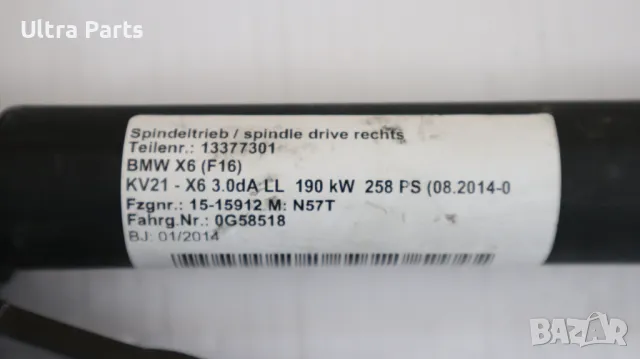 Ultra Parts
Spindeltrieb / spindle drive rechts
Teilenr.: 13377301
BMW X6 (F16)
KV21 - X6 3.0dA LL 190 kW 258 PS (08.2014-0
Fzgnr.: 15-15912 M: N57T
Fahrg.Nr.: 0G58518
BJ: 01/2014
BAZAR